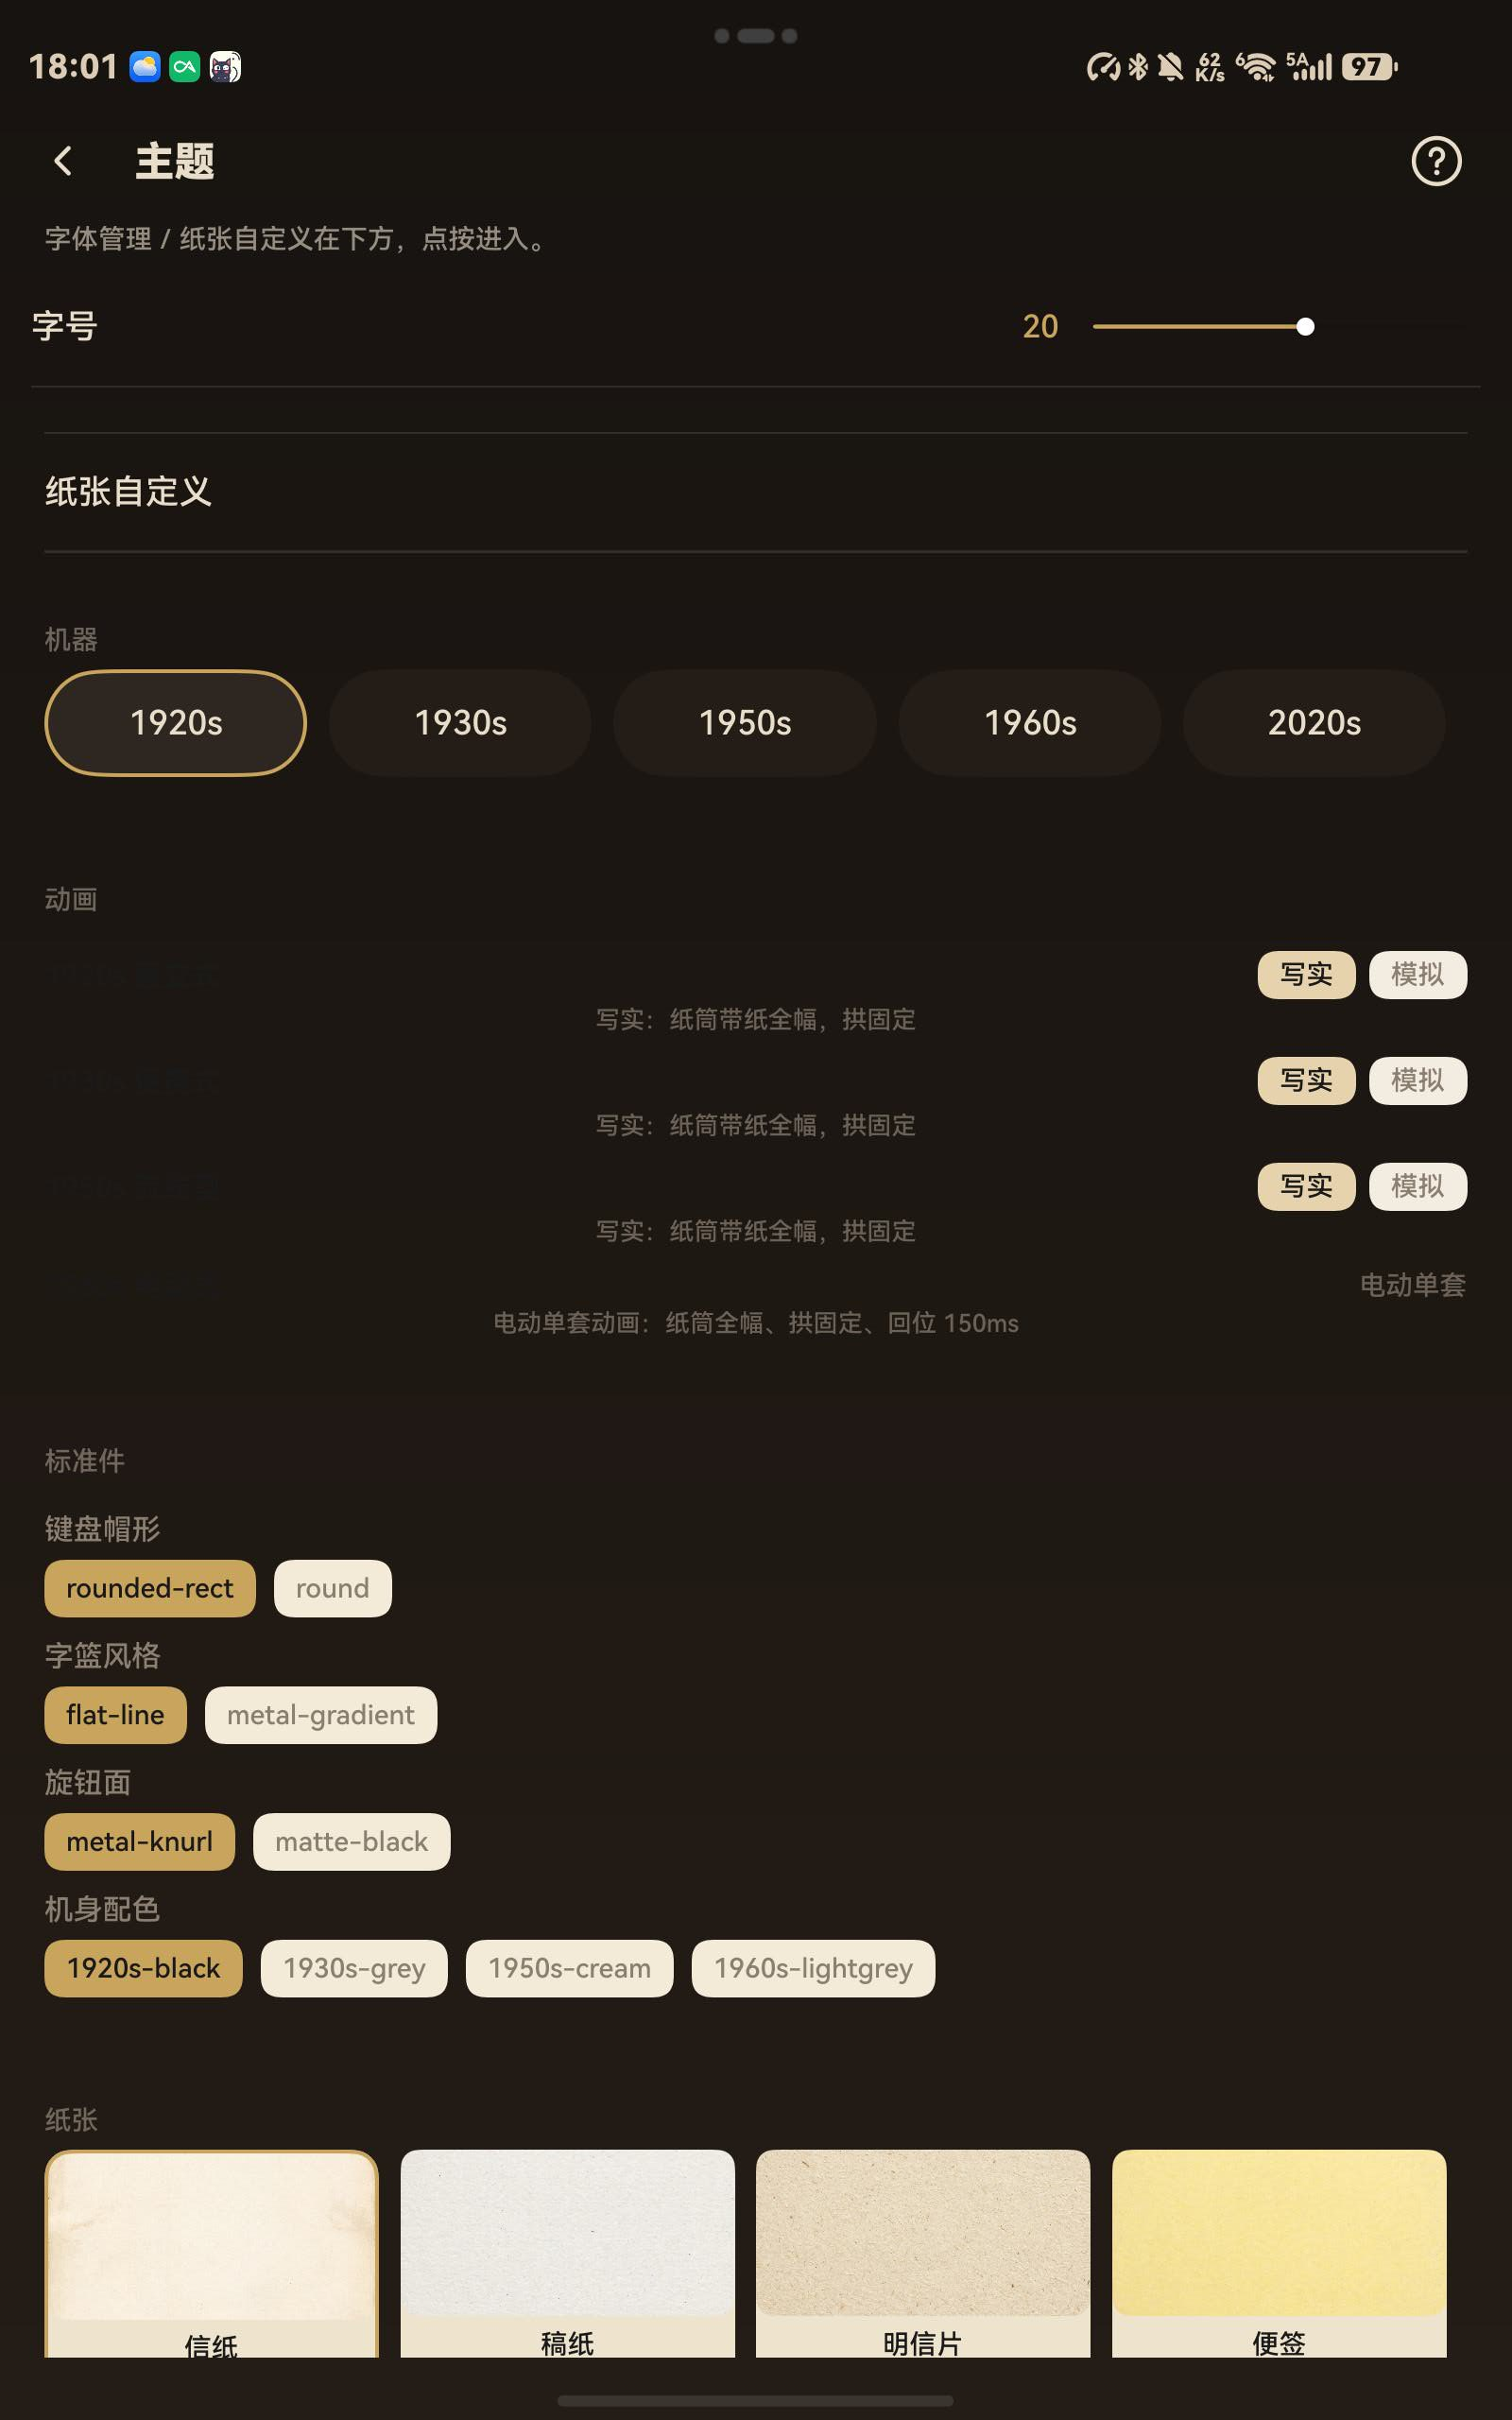 18:01
62 K/s 6 5A 97
主题
字体管理 / 纸张自定义在下方，点按进入。
字号 20
纸张自定义
机器
1920s 1930s 1950s 1960s 2020s
动画
写实 模拟
写实：纸筒带纸全幅，拱固定
写实 模拟
写实：纸筒带纸全幅，拱固定
写实 模拟
写实：纸筒带纸全幅，拱固定
电动单套
电动单套动画：纸筒全幅、拱固定、回位 150ms
标准件
键盘帽形
rounded-rect round
字篮风格
flat-line metal-gradient
旋钮面
metal-knurl matte-black
机身配色
1920s-black 1930s-grey 1950s-cream 1960s-lightgrey
纸张
信纸 稿纸 明信片 便签